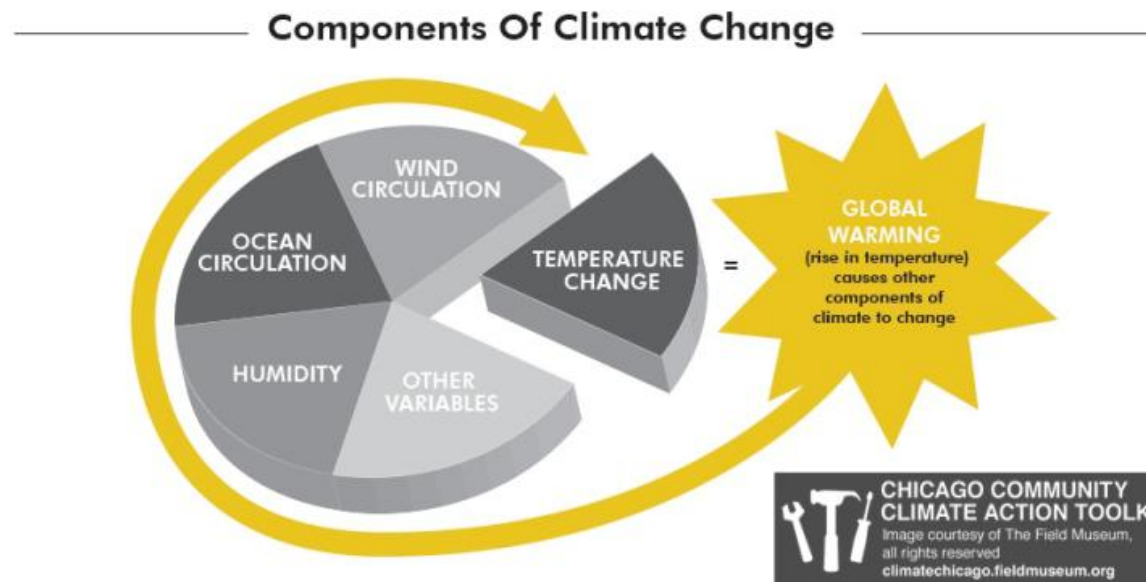 Components Of Climate Change
WIND
CIRCULATION
OCEAN
CIRCULATION
TEMPERATURE
CHANGE
HUMIDITY
OTHER
VARIABLES
=
GLOBAL
WARMING
(rise in temperature)
causes other
components of
climate to change
CHICAGO COMMUNITY
CLIMATE ACTION TOOLK
Image courtesy of The Field Museum,
all rights reserved
climatechicago.fieldmuseum.org